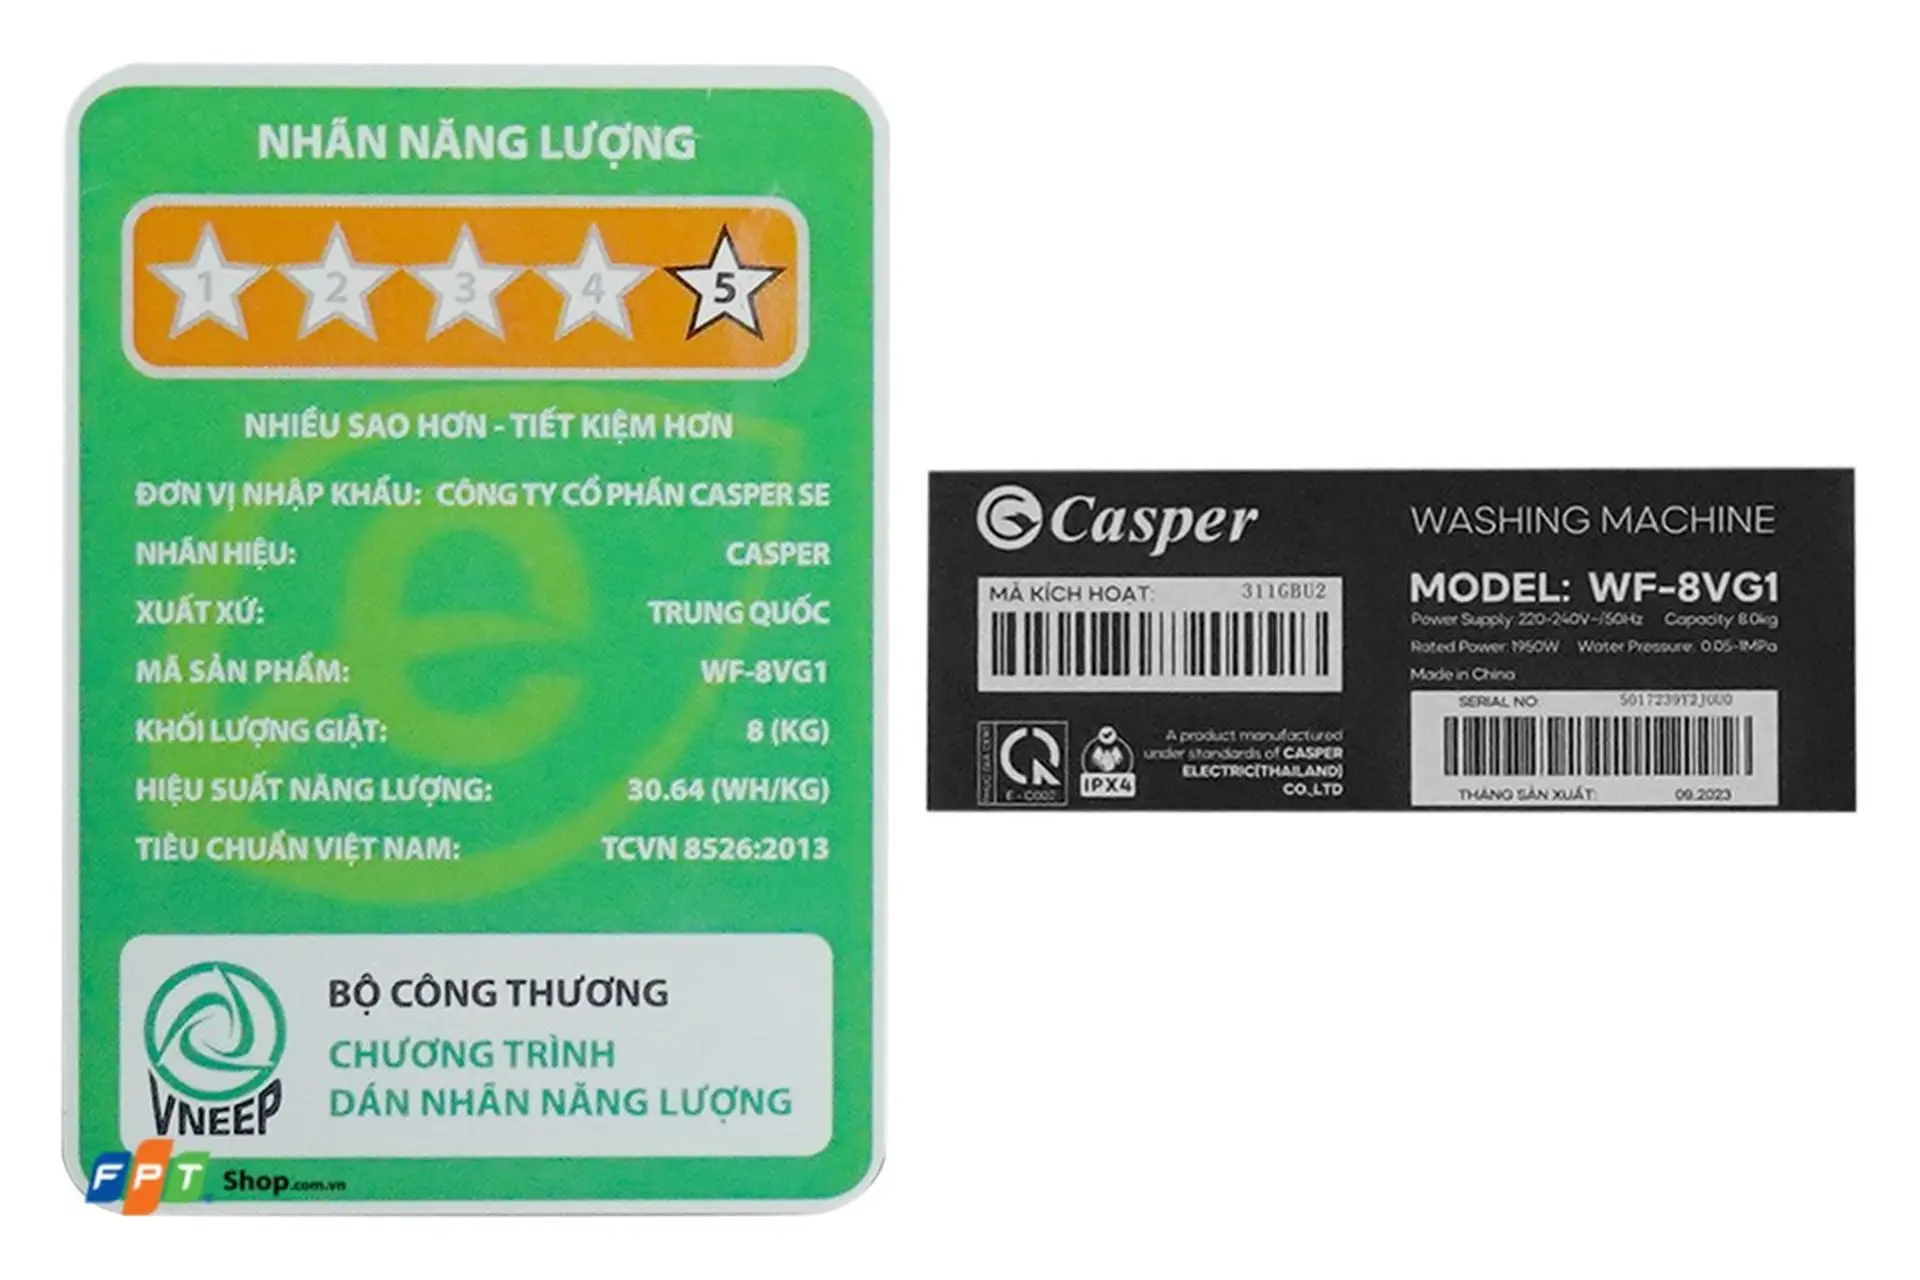 NHÃN NĂNG LƯỢNG
1 2 3 4 5
NHIỀU SAO HƠN - TIẾT KIỆM HƠN
ĐƠN VỊ NHẬP KHẨU: CÔNG TY CỔ PHẦN CASPER SE
NHÃN HIỆU: CASPER
XUẤT XỨ: TRUNG QUỐC
MÃ SẢN PHẨM: WF-8VG1
KHỐI LƯỢNG GIẶT: 8 (KG)
HIỆU SUẤT NĂNG LƯỢNG: 30.64 (WH/KG)
TIÊU CHUẨN VIỆT NAM: TCVN 8526:2013
BỘ CÔNG THƯƠNG
CHƯƠNG TRÌNH
DÁN NHÃN NĂNG LƯỢNG
VNEEP
FPT Shop.com.vn
Casper
MÃ KÍCH HOẠT: 311GBU2
IPX4
A product manufactured
under standards of CASPER
ELECTRIC(THAILAND)
CO.,LTD
WASHING MACHINE
MODEL: WF-8VG1
Power Supply: 220-240V~/50Hz Capacity: 8.0kg
Rated Power: 1950W Water Pressure: 0.05-1MPa
Made in China
SERIAL NO:
THÁNG SẢN XUẤT: 09.2023